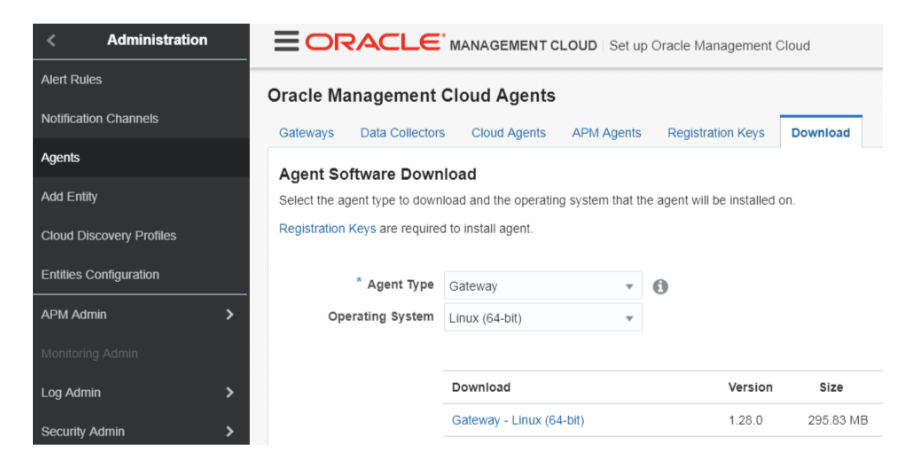 Administration
Alert Rules
Notification Channels
Agents
Add Entity
Cloud Discovery Profiles
Entities Configuration
APM Admin
Monitoring Admin
Log Admin
Security Admin
ORACLE MANAGEMENT CLOUD Set up Oracle Management Cloud
Oracle Management Cloud Agents
Gateways Data Collectors Cloud Agents APM Agents Registration Keys Download
Agent Software Download
Select the agent type to download and the operating system that the agent will be installed on.
Registration Keys are required to install agent.
* Agent Type Gateway
Operating System Linux (64-bit)
Download Version Size
Gateway - Linux (64-bit) 1.28.0 295.83 MB